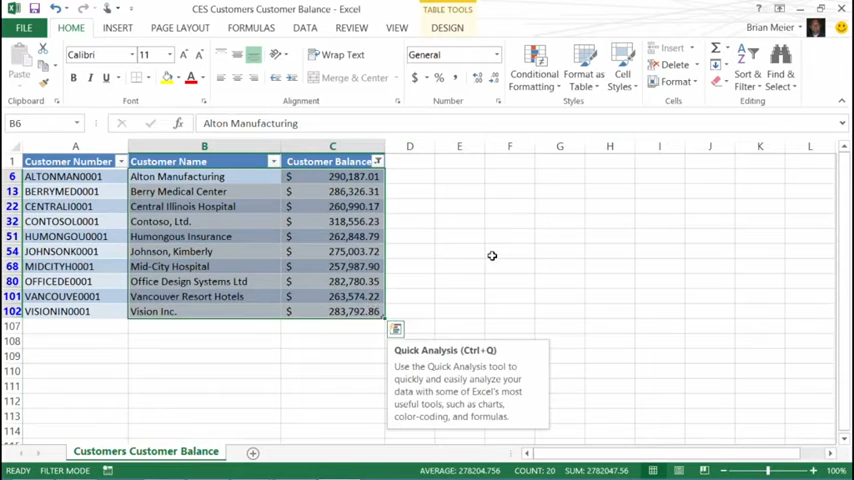 CES Customers Customer Balance - Excel
TABLE TOOLS
FILE HOME INSERT PAGE LAYOUT FORMULAS DATA REVIEW VIEW DESIGN
Brian Meier
Paste
Calibri 11
B I U
Wrap Text
Merge & Center
General
$ % ,
Conditional Formatting
Format as Table
Cell Styles
Insert
Delete
Format
Sort & Filter
Find & Select
Clipboard Font Alignment Number Styles Cells Editing
B6 fx Alton Manufacturing
A B C D E F G H I J K L
1 Customer Number Customer Name Customer Balance
6 ALTONMAN0001 Alton Manufacturing $ 290,187.01
13 BERRYMED0001 Berry Medical Center $ 286,326.31
22 CENTRALI0001 Central Illinois Hospital $ 260,990.17
32 CONTOSOL0001 Contoso, Ltd. $ 318,556.23
51 HUMONGOU0001 Humongous Insurance $ 262,848.79
54 JOHNSONK0001 Johnson, Kimberly $ 275,003.72
68 MIDCITYH0001 Mid-City Hospital $ 257,987.90
80 OFFICEDE0001 Office Design Systems Ltd $ 282,780.35
101 VANCOUVE0001 Vancouver Resort Hotels $ 263,574.22
102 VISIONIN0001 Vision Inc. $ 283,792.86
107
108
109
110
111
112
113
114
Quick Analysis (Ctrl+Q)
Use the Quick Analysis tool to
quickly and easily analyze your
data with some of Excel's most
useful tools, such as charts,
color-coding, and formulas.
Customers Customer Balance
READY FILTER MODE AVERAGE: 278204.756 COUNT: 20 SUM: 2782047.56 100%